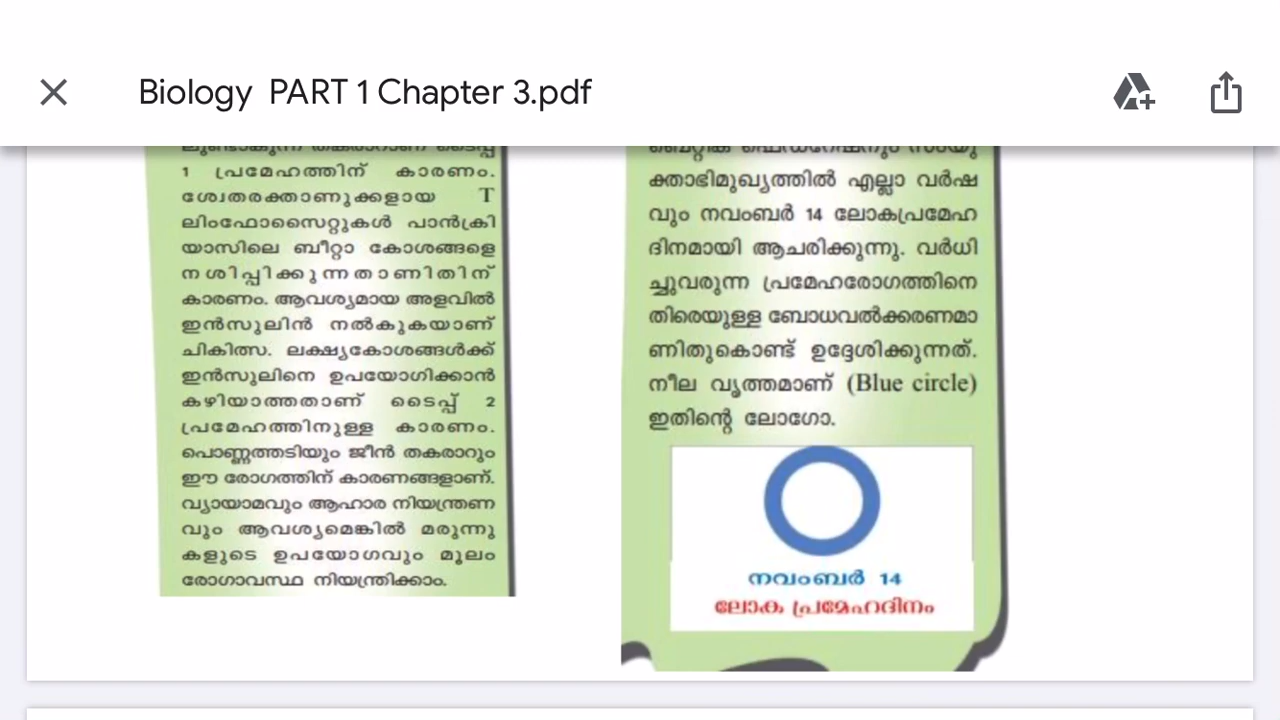 Biology PART 1 Chapter 3.pdf
1 പ്രമേഹത്തിന് കാരണം.
ശ്വേതരക്താണുക്കളായ T
ലിംഫോസൈറ്റുകൾ പാൻക്രി
യാസിലെ ബീറ്റാ കോശങ്ങളെ
നശിപ്പിക്കുന്നതാണിതിന്
കാരണം. ആവശ്യമായ അളവിൽ
ഇൻസുലിൻ നൽകുകയാണ്
ചികിത്സ. ലക്ഷ്യകോശങ്ങൾക്ക്
ഇൻസുലിനെ ഉപയോഗിക്കാൻ
കഴിയാത്തതാണ് ടൈപ്പ് 2
പ്രമേഹത്തിനുള്ള കാരണം.
പൊണ്ണത്തടിയും ജീൻ തകരാറും
ഈ രോഗത്തിന് കാരണങ്ങളാണ്.
വ്യായാമവും ആഹാര നിയന്ത്രണ
വും ആവശ്യമെങ്കിൽ മരുന്നു
കളുടെ ഉപയോഗവും മൂലം
രോഗാവസ്ഥ നിയന്ത്രിക്കാം.
ക്താഭിമുഖ്യത്തിൽ എല്ലാ വർഷ
വും നവംബർ 14 ലോകപ്രമേഹ
ദിനമായി ആചരിക്കുന്നു. വർധി
ച്ചുവരുന്ന പ്രമേഹരോഗത്തിനെ
തിരെയുള്ള ബോധവൽക്കരണമാ
ണിതുകൊണ്ട് ഉദ്ദേശിക്കുന്നത്.
നീല വൃത്തമാണ് (Blue circle)
ഇതിന്റെ ലോഗോ.
നവംബർ 14
ലോക പ്രമേഹദിനം